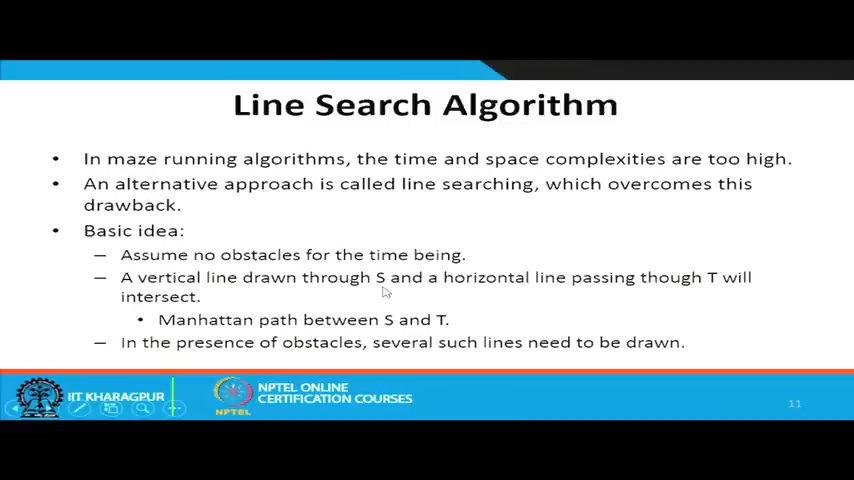 Line Search Algorithm
• In maze running algorithms, the time and space complexities are too high.
• An alternative approach is called line searching, which overcomes this
drawback.
• Basic idea:
– Assume no obstacles for the time being.
– A vertical line drawn through S and a horizontal line passing though T will
intersect.
• Manhattan path between S and T.
– In the presence of obstacles, several such lines need to be drawn.
IIT KHARAGPUR
NPTEL
NPTEL ONLINE
CERTIFICATION COURSES
11